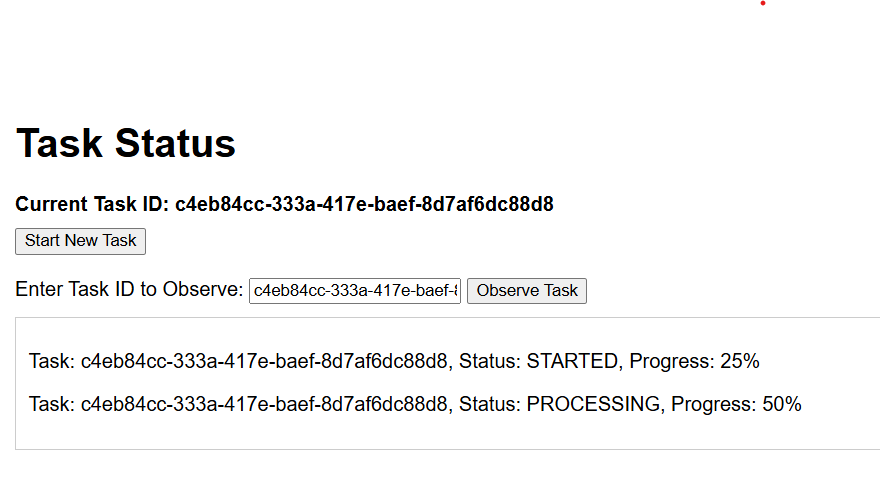 Task Status
Current Task ID: c4eb84cc-333a-417e-baef-8d7af6dc88d8
Start New Task
Enter Task ID to Observe: c4eb84cc-333a-417e-baef- Observe Task
Task: c4eb84cc-333a-417e-baef-8d7af6dc88d8, Status: STARTED, Progress: 25%
Task: c4eb84cc-333a-417e-baef-8d7af6dc88d8, Status: PROCESSING, Progress: 50%